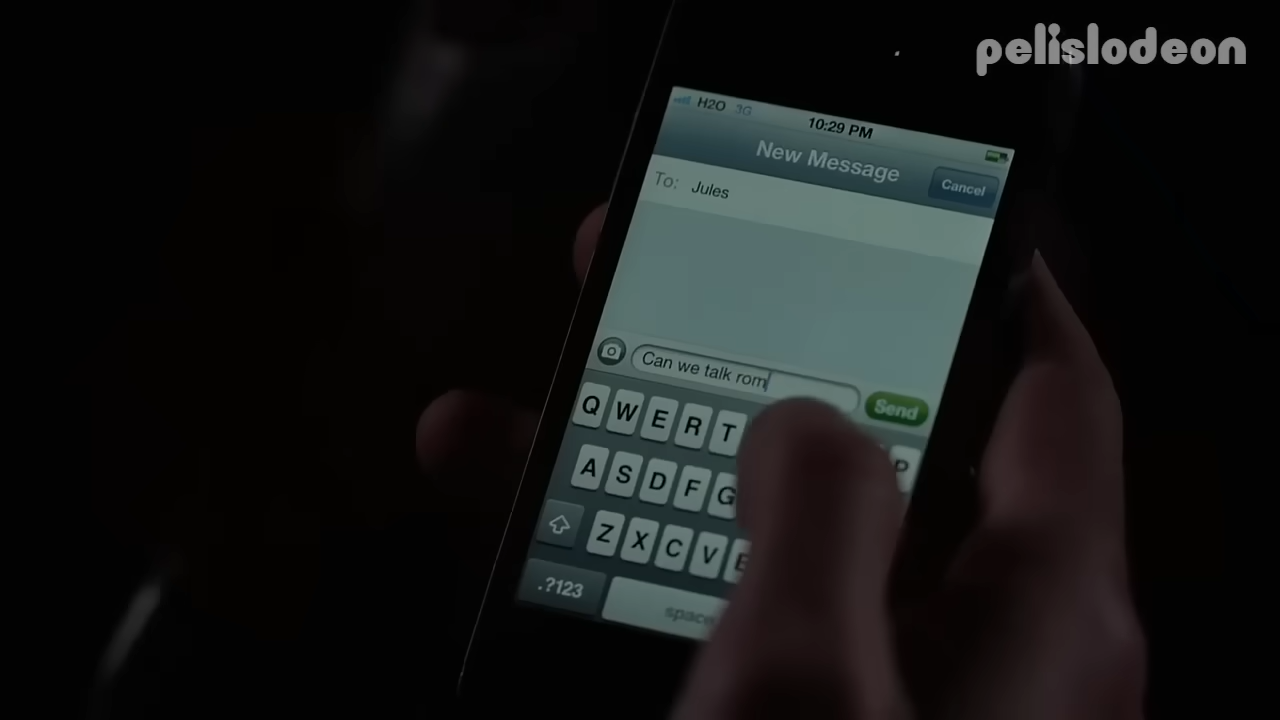 pelislodeon
H2O 3G 10:29 PM
New Message
Cancel
To: Jules
Can we talk rom
Send
Q W E R T P
A S D F G
Z X C V B
.?123 space